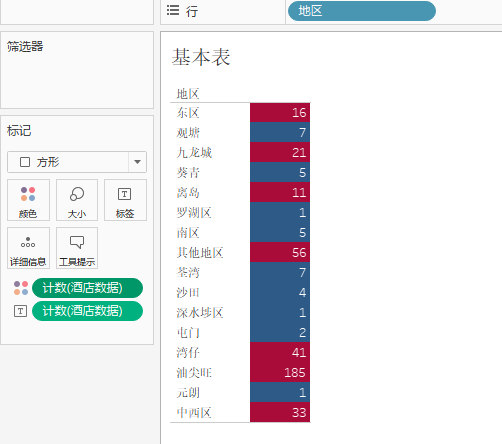 行
地区
筛选器
基本表
标记
方形
颜色
大小
标签
详细信息
工具提示
计数(酒店数据)
计数(酒店数据)
地区
东区 16
观塘 7
九龙城 21
葵青 5
离岛 11
罗湖区 1
南区 5
其他地区 56
荃湾 7
沙田 4
深水埗区 1
屯门 2
湾仔 41
油尖旺 185
元朗 1
中西区 33